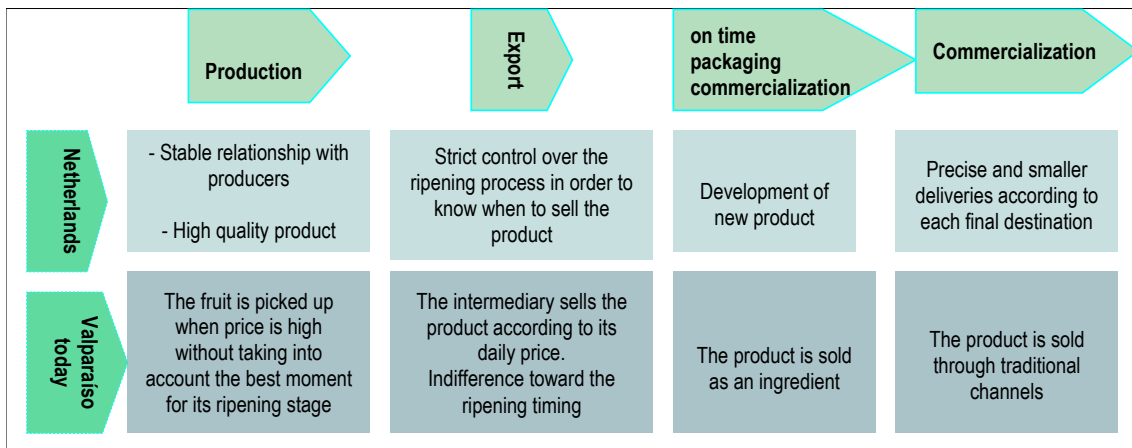 Production
Export
on time
packaging
commercialization
Commercialization
Netherlands
- Stable relationship with
producers
- High quality product
Strict control over the
ripening process in order to
know when to sell the
product
Development of
new product
Precise and smaller
deliveries according to
each final destination
Valparaíso
today
The fruit is picked up
when price is high
without taking into
account the best moment
for its ripening stage
The intermediary sells the
product according to its
daily price.
Indifference toward the
ripening timing
The product is sold
as an ingredient
The product is sold
through traditional
channels